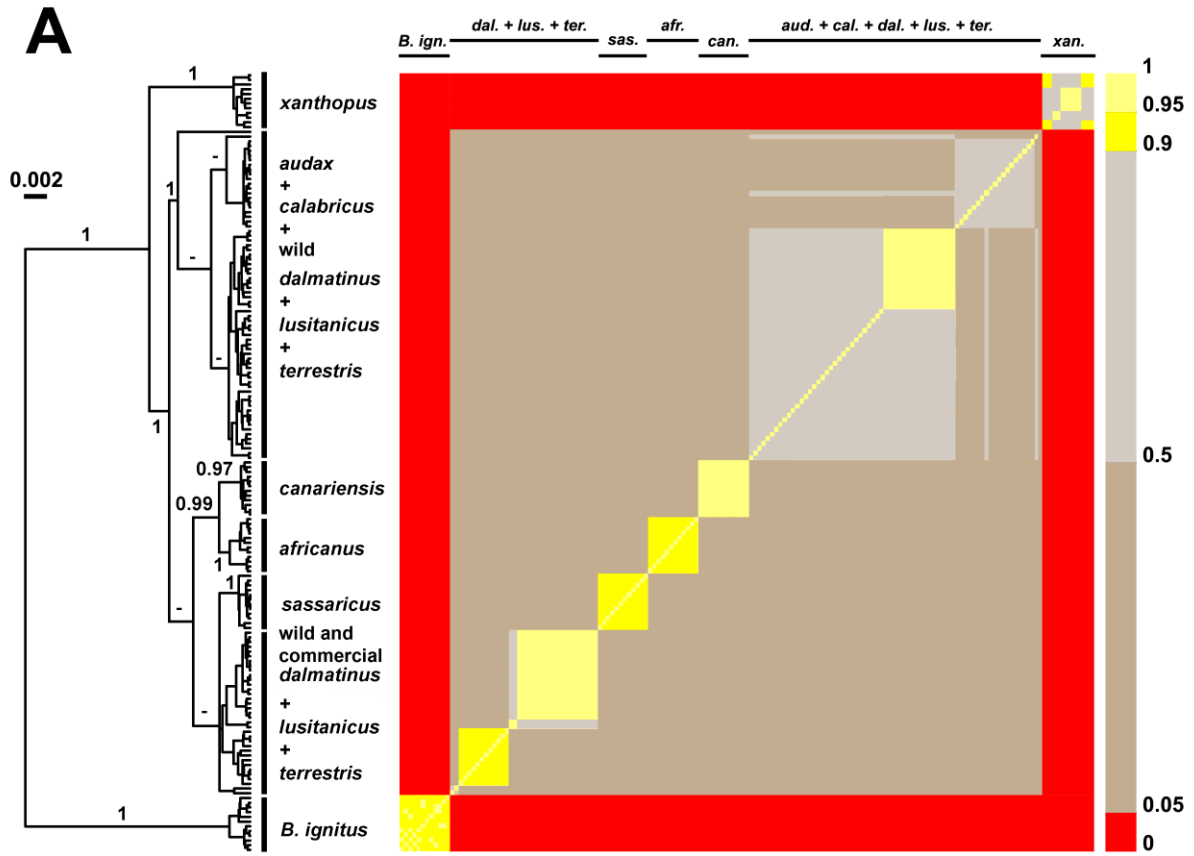 A
B. ign.
dal. + lus. + ter.
sas.
afr.
can.
aud. + cal. + dal. + lus. + ter.
xan.
0.002
1
1
-
1
-
1
-
1
0.97
0.99
1
1
-
-
1
xanthopus
audax
+
calabricus
+
wild
dalmatinus
+
lusitanicus
+
terrestris
canariensis
africanus
sassaricus
wild and
commercial
dalmatinus
+
lusitanicus
+
terrestris
B. ignitus
1
0.95
0.9
0.5
0.05
0